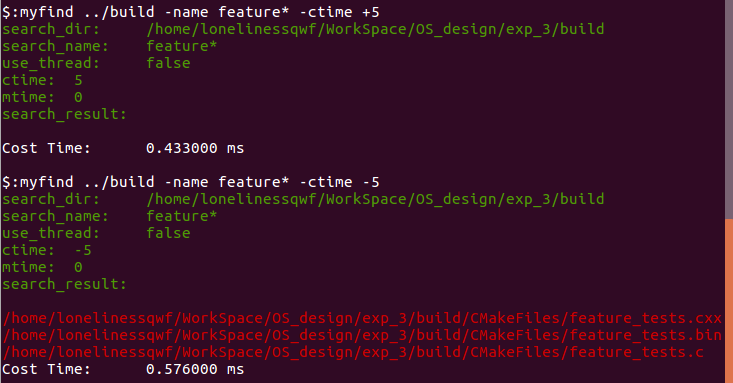 $:myfind ../build -name feature* -ctime +5
search_dir: /home/lonelinessqwf/WorkSpace/OS_design/exp_3/build
search_name: feature*
use_thread: false
ctime: 5
mtime: 0
search_result:
Cost Time: 0.433000 ms
$:myfind ../build -name feature* -ctime -5
search_dir: /home/lonelinessqwf/WorkSpace/OS_design/exp_3/build
search_name: feature*
use_thread: false
ctime: -5
mtime: 0
search_result:
/home/lonelinessqwf/WorkSpace/OS_design/exp_3/build/CMakeFiles/feature_tests.cxx
/home/lonelinessqwf/WorkSpace/OS_design/exp_3/build/CMakeFiles/feature_tests.bin
/home/lonelinessqwf/WorkSpace/OS_design/exp_3/build/CMakeFiles/feature_tests.c
Cost Time: 0.576000 ms